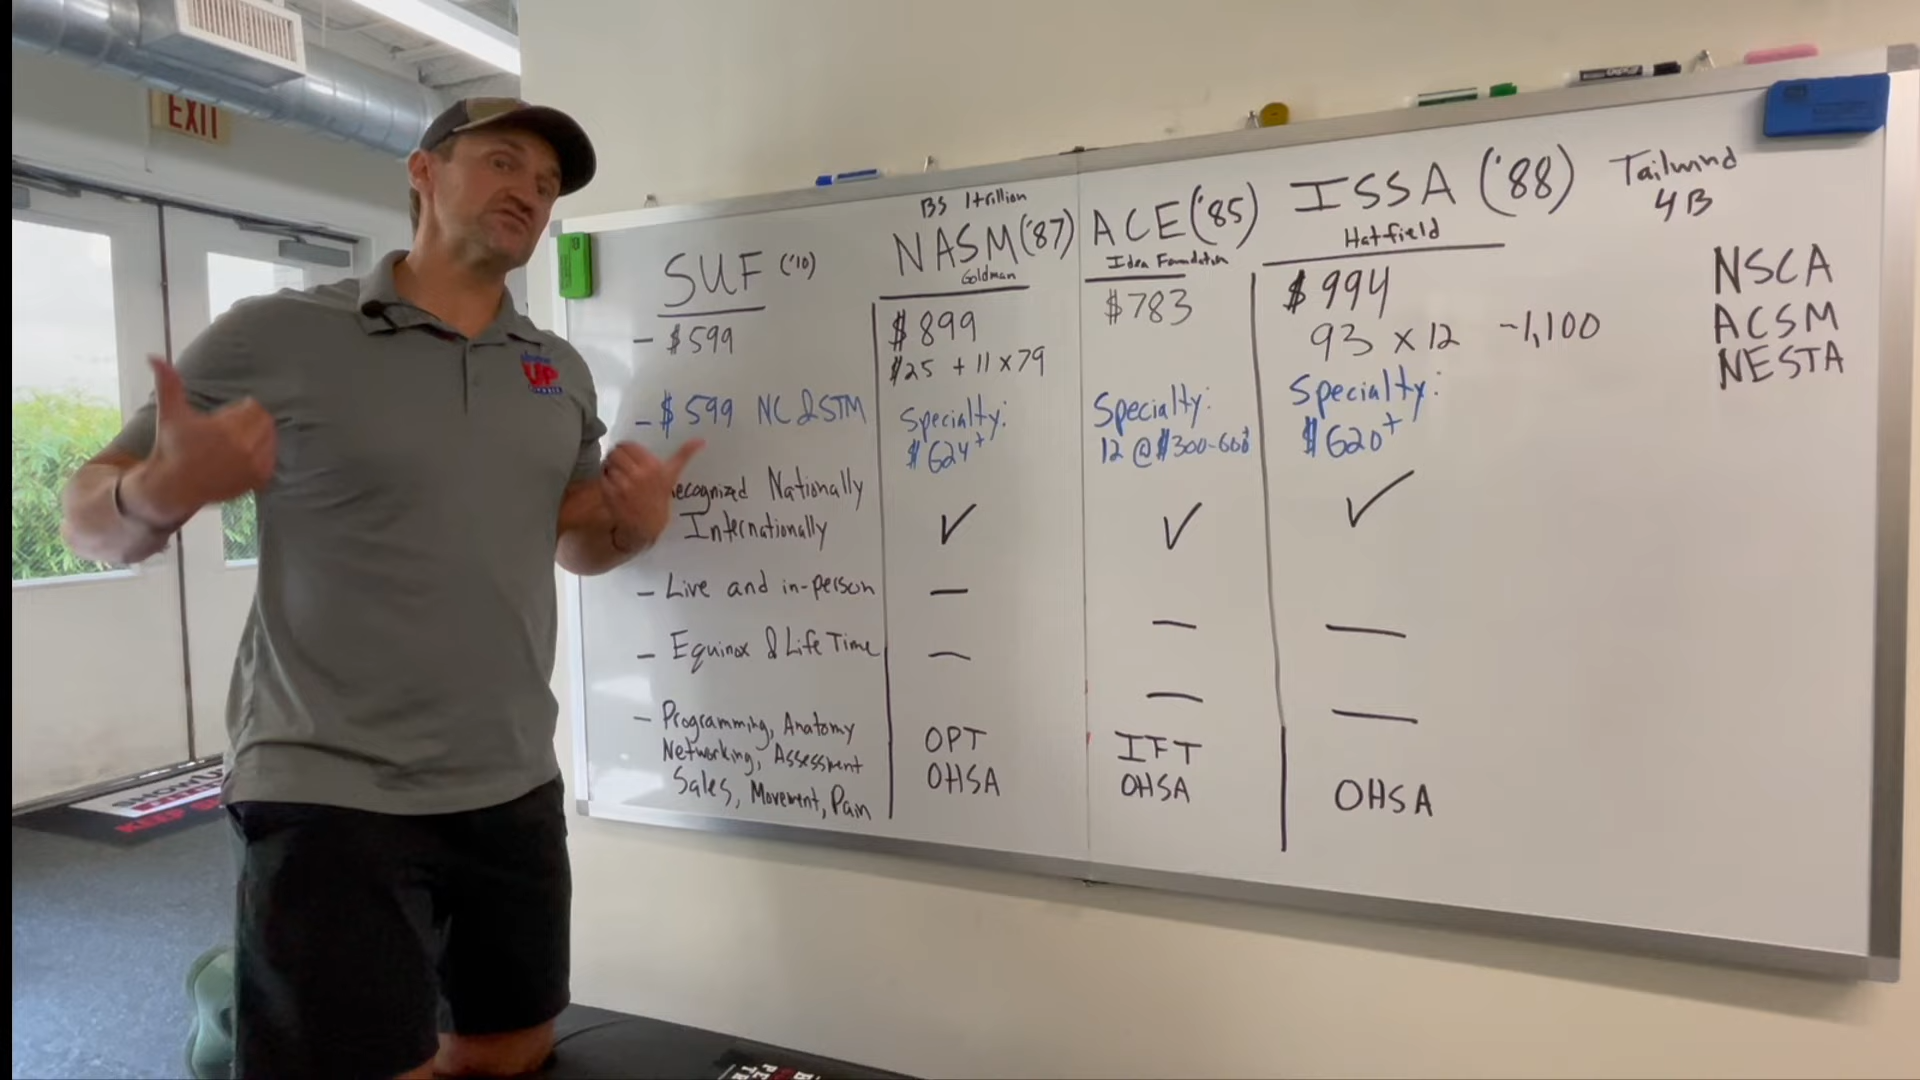 EXIT
UP
SUF ('10)
- $599
- $599 NC & STM
ecognized Nationally
Internationally
- Live and in-person
- Equinox & Life Time
- Programming, Anatomy
Networking, Assessment
Sales, Movement, Pain
BS 1 trillion
NASM ('87)
Goldman
$899
$25 + 11 x 79
Specialty:
$624+
✓
—
—
OPT
OHSA
ACE ('85)
Idea Foundation
$783
Specialty:
12 @ $300-600
✓
—
—
IFT
OHSA
ISSA ('88)
Hatfield
$994
93 x 12 -1,100
Specialty:
$620+
✓
—
—
OHSA
Tailwind
4B
NSCA
ACSM
NESTA